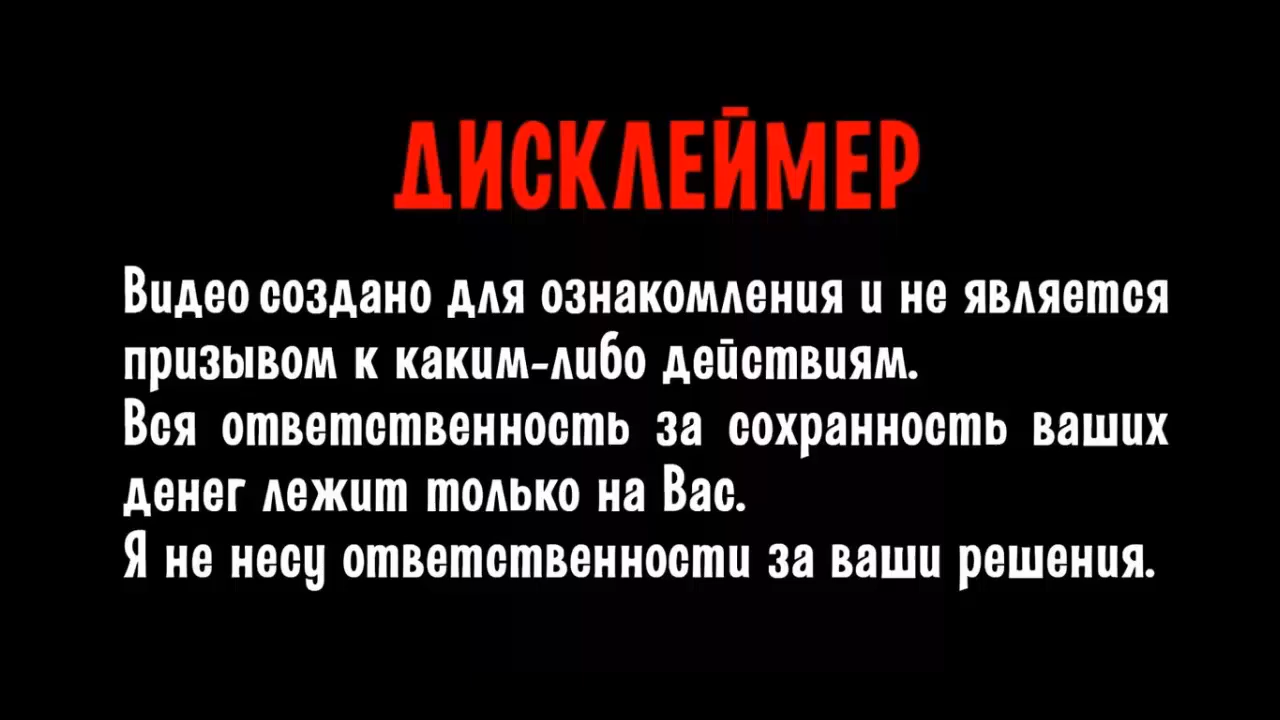 ДИСКЛЕЙМЕР
Видео создано для ознакомления и не является
призывом к каким-либо действиям.
Вся ответственность за сохранность ваших
денег лежит только на Вас.
Я не несу ответственности за ваши решения.